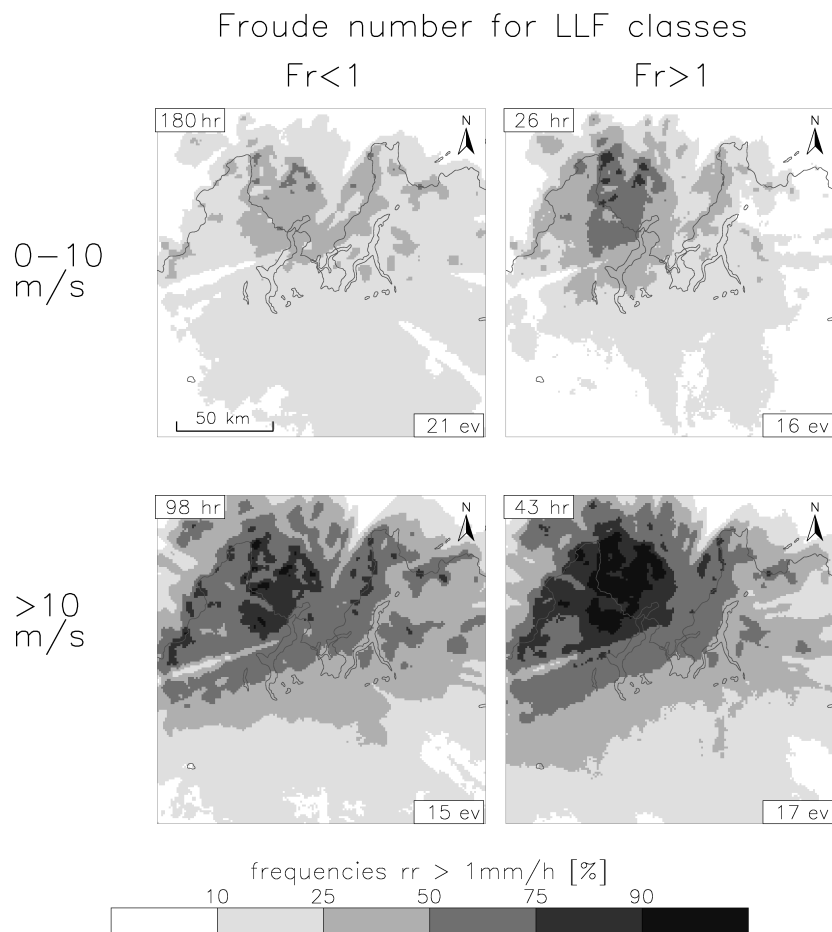 Froude number for LLF classes
Fr<1 Fr>1
180 hr N 26 hr N
0-10
m/s
50 km
21 ev 16 ev
98 hr N 43 hr N
>10
m/s
15 ev 17 ev
frequencies rr > 1mm/h [%]
10 25 50 75 90